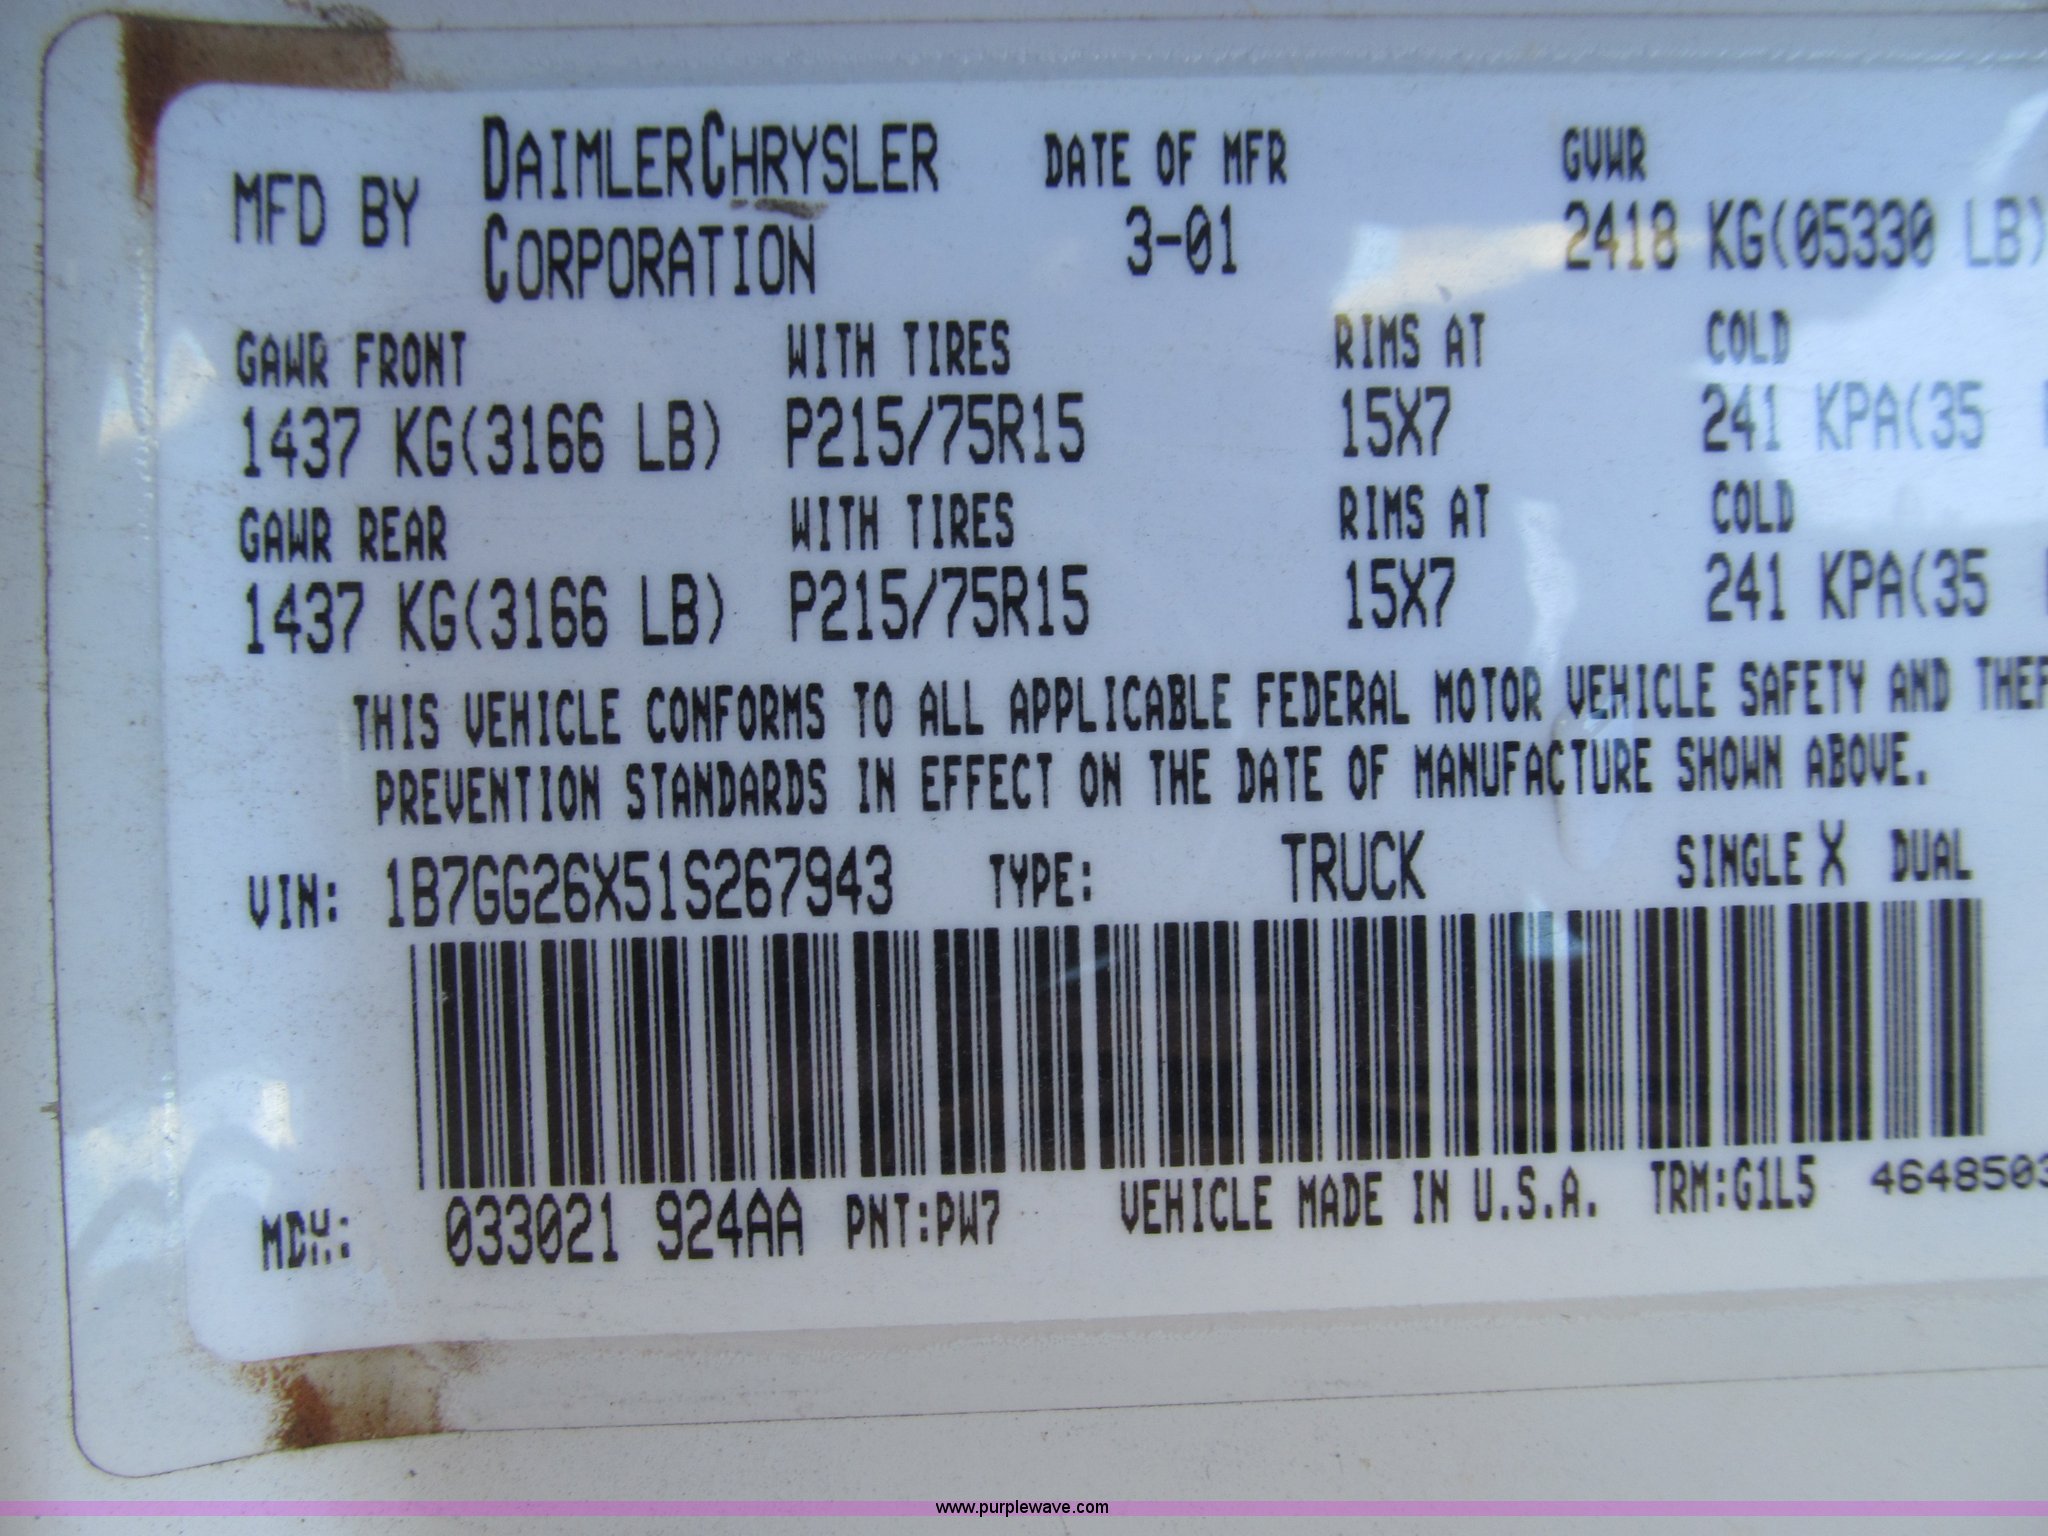 MFD BY DAIMLERCHRYSLER CORPORATION DATE OF MFR 3-01 GVWR 2418 KG(05330 LB)
GAWR FRONT WITH TIRES RIMS AT COLD
1437 KG(3166 LB) P215/75R15 15X7 241 KPA(35
GAWR REAR WITH TIRES RIMS AT COLD
1437 KG(3166 LB) P215/75R15 15X7 241 KPA(35
THIS VEHICLE CONFORMS TO ALL APPLICABLE FEDERAL MOTOR VEHICLE SAFETY AND THEF
PREVENTION STANDARDS IN EFFECT ON THE DATE OF MANUFACTURE SHOWN ABOVE.
VIN: 1B7GG26X51S267943 TYPE: TRUCK SINGLE X DUAL
MDH: 033021 924AA PNT:PW7 VEHICLE MADE IN U.S.A. TRM:G1L5 4648503
www.purplewave.com